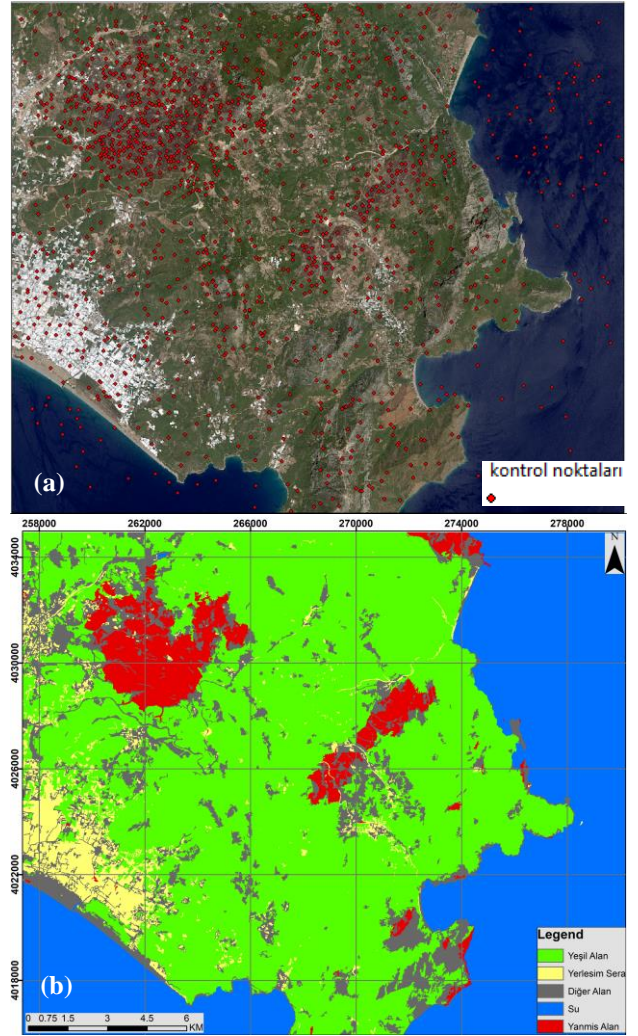 kontrol noktaları
(a)
258000 262000 266000 270000 274000 278000
N
4034000
4030000
4026000
4022000
4018000
Legend
Yeşil Alan
Yerlesim Sera
Diğer Alan
Su
Yanmis Alan
(b)
0 0.75 1.5 3 4.5 6
KM